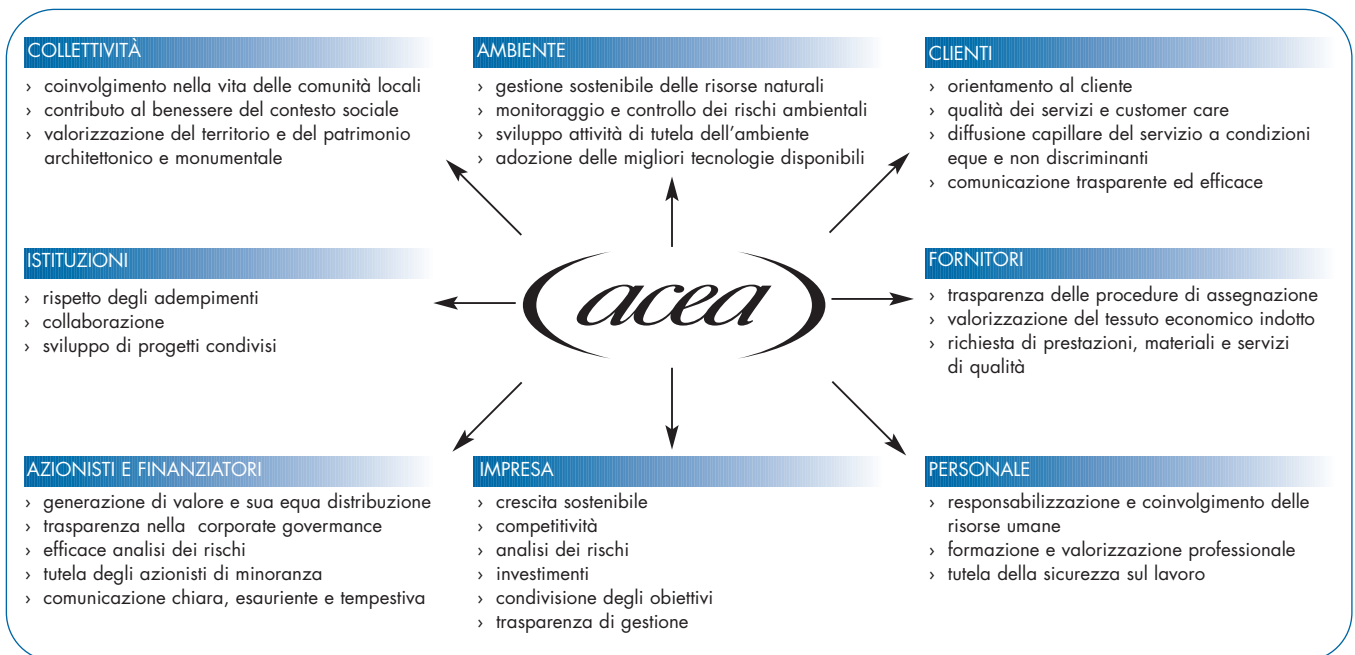 COLLETTIVITÀ
› coinvolgimento nella vita delle comunità locali
› contributo al benessere del contesto sociale
› valorizzazione del territorio e del patrimonio
architettonico e monumentale
AMBIENTE
› gestione sostenibile delle risorse naturali
› monitoraggio e controllo dei rischi ambientali
› sviluppo attività di tutela dell'ambiente
› adozione delle migliori tecnologie disponibili
CLIENTI
› orientamento al cliente
› qualità dei servizi e customer care
› diffusione capillare del servizio a condizioni
eque e non discriminanti
› comunicazione trasparente ed efficace
ISTITUZIONI
› rispetto degli adempimenti
› collaborazione
› sviluppo di progetti condivisi
acea
FORNITORI
› trasparenza delle procedure di assegnazione
› valorizzazione del tessuto economico indotto
› richiesta di prestazioni, materiali e servizi
di qualità
AZIONISTI E FINANZIATORI
› generazione di valore e sua equa distribuzione
› trasparenza nella corporate governance
› efficace analisi dei rischi
› tutela degli azionisti di minoranza
› comunicazione chiara, esauriente e tempestiva
IMPRESA
› crescita sostenibile
› competitività
› analisi dei rischi
› investimenti
› condivisione degli obiettivi
› trasparenza di gestione
PERSONALE
› responsabilizzazione e coinvolgimento delle
risorse umane
› formazione e valorizzazione professionale
› tutela della sicurezza sul lavoro